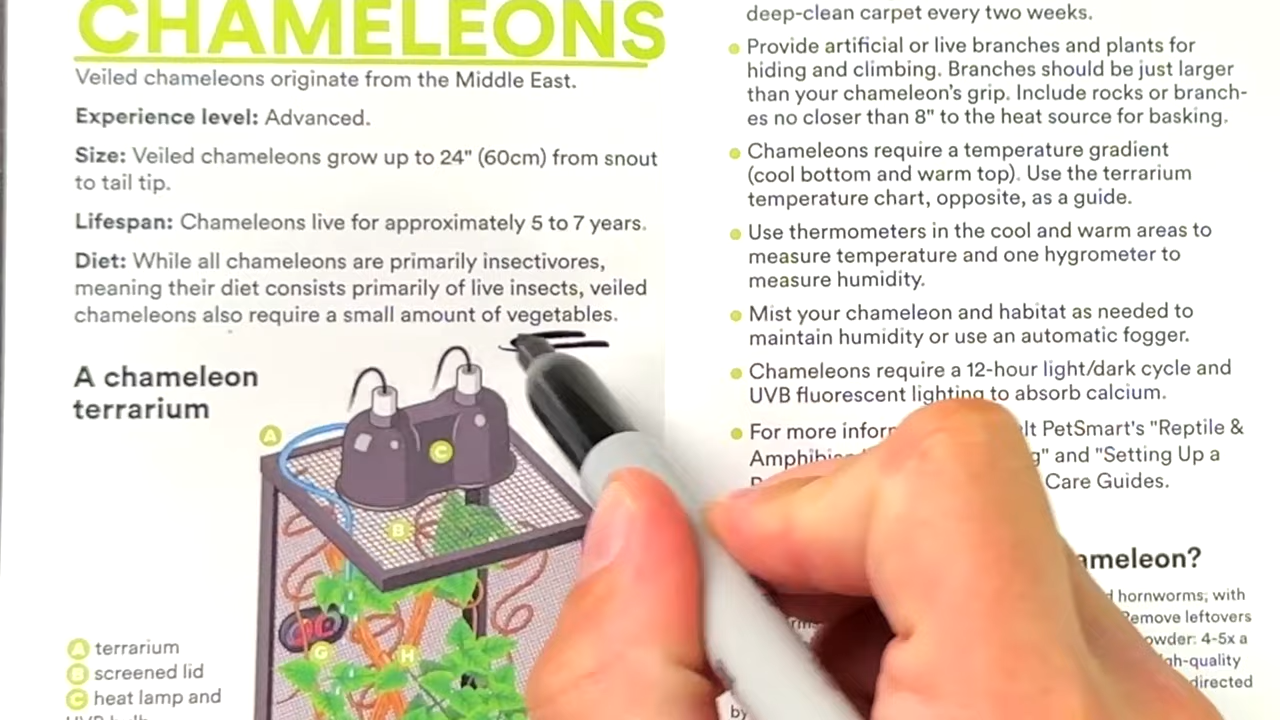 CHAMELEONS
Veiled chameleons originate from the Middle East.
Experience level: Advanced.
Size: Veiled chameleons grow up to 24" (60cm) from snout
to tail tip.
Lifespan: Chameleons live for approximately 5 to 7 years.
Diet: While all chameleons are primarily insectivores,
meaning their diet consists primarily of live insects, veiled
chameleons also require a small amount of vegetables.
A chameleon
terrarium
A
C
B
G
H
A terrarium
B screened lid
C heat lamp and
UVB bulb
deep-clean carpet every two weeks.
Provide artificial or live branches and plants for
hiding and climbing. Branches should be just larger
than your chameleon's grip. Include rocks or branch-
es no closer than 8" to the heat source for basking.
Chameleons require a temperature gradient
(cool bottom and warm top). Use the terrarium
temperature chart, opposite, as a guide.
Use thermometers in the cool and warm areas to
measure temperature and one hygrometer to
measure humidity.
Mist your chameleon and habitat as needed to
maintain humidity or use an automatic fogger.
Chameleons require a 12-hour light/dark cycle and
UVB fluorescent lighting to absorb calcium.
For more PetSmart's "Reptile &
and "Setting Up a
Care Guides.
hornworms; with
Remove leftovers
4-5x a
directed
by